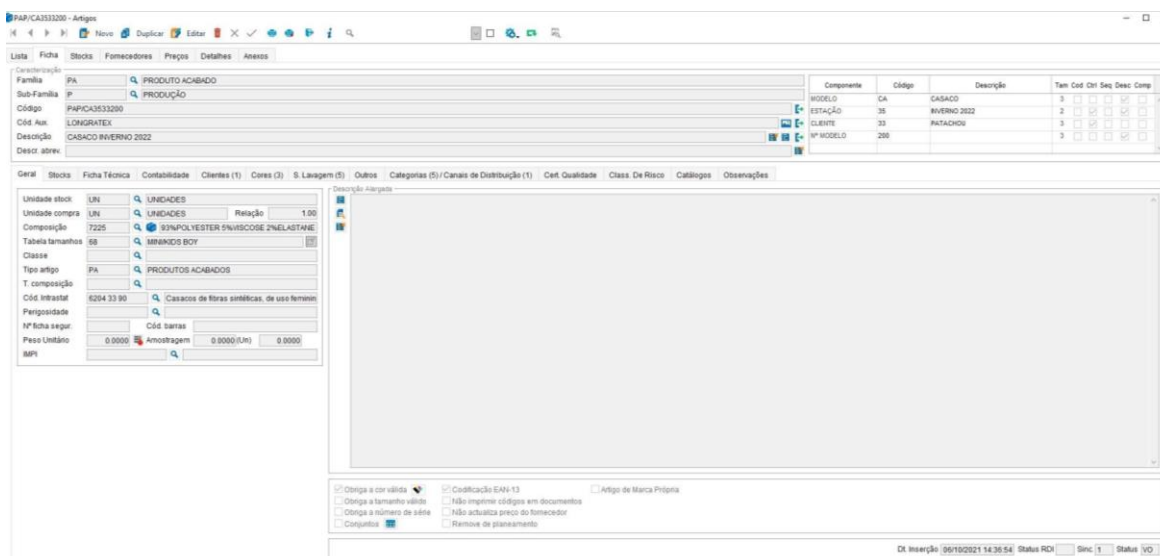 PAP/CA3533200 - Artigos
Novo Duplicar Editar
Lista Ficha Stocks Fornecedores Preços Detalhes Anexos
Caracterização
Família PA PRODUTO ACABADO
Sub-Família P PRODUÇÃO
Código PAP/CA3533200
Cód. Aux. LONGRATEX
Descrição CASACO INVERNO 2022
Descr. abrev.
Componente Código Descrição Tam Cod Ctrl Seq Desc Comp
MODELO CA CASACO 3
ESTAÇÃO 35 INVERNO 2022 2
CLIENTE 33 PATACHOU 3
Nº MODELO 200 3
Geral Stocks Ficha Técnica Contabilidade Clientes (1) Cores (3) S. Lavagem (5) Outros Categorias (5) / Canais de Distribuição (1) Cert. Qualidade Class. De Risco Catálogos Observações
Unidade stock UN UNIDADES
Unidade compra UN UNIDADES Relação 1.00
Composição 7225 93%POLYESTER 5%VISCOSE 2%ELASTANE
Tabela tamanhos 68 MINI/KIDS BOY
Classe
Tipo artigo PA PRODUTOS ACABADOS
T. composição
Cód. Intrastat 6204 33 90 Casacos de fibras sintéticas, de uso feminin
Perigosidade
Nº ficha segur. Cód. barras
Peso Unitário 0.0000 Amostragem 0.0000 (Un) 0.0000
IMPI
Descrição Alargada
Obriga a cor válida Codificação EAN-13 Artigo de Marca Própria
Obriga a tamanho válido Não imprimir códigos em documentos
Obriga a número de série Não actualiza preço do fornecedor
Conjuntos Remove de planeamento
Dt. Inserção 06/10/2021 14:36:54 Status RDI Sinc. 1 Status VO